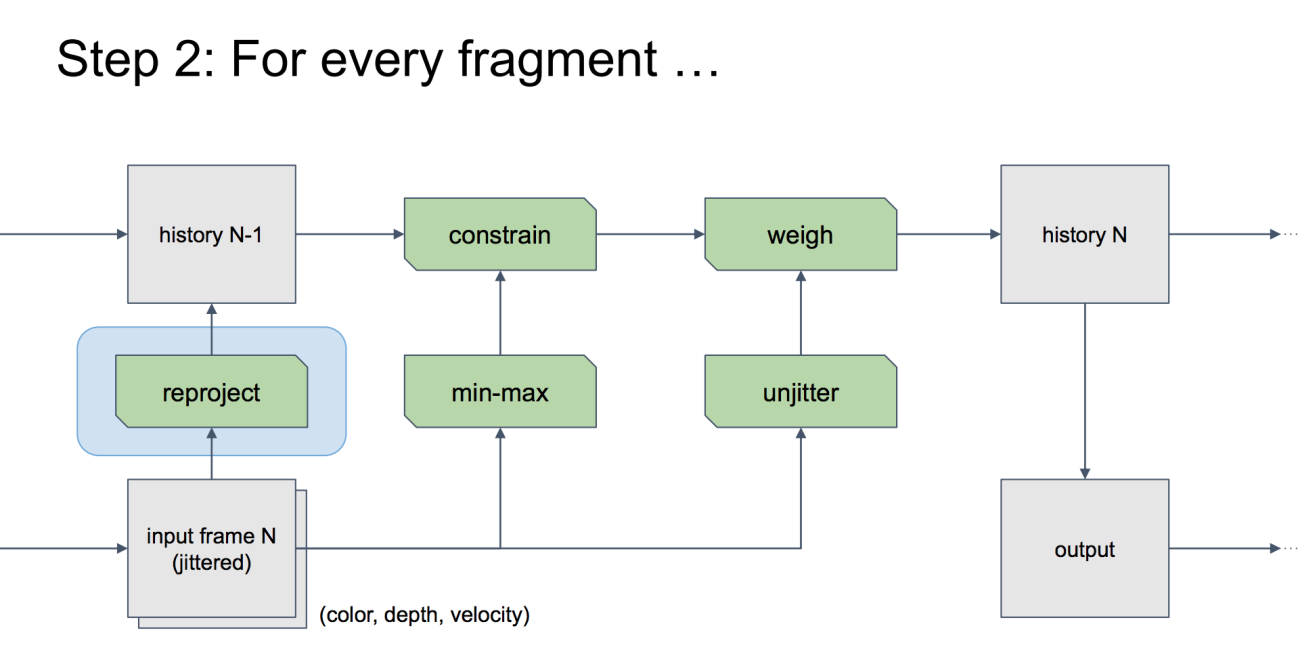 Step 2: For every fragment …
history N-1
constrain
weigh
history N
…
reproject
min-max
unjitter
input frame N
(jittered)
output
…
(color, depth, velocity)